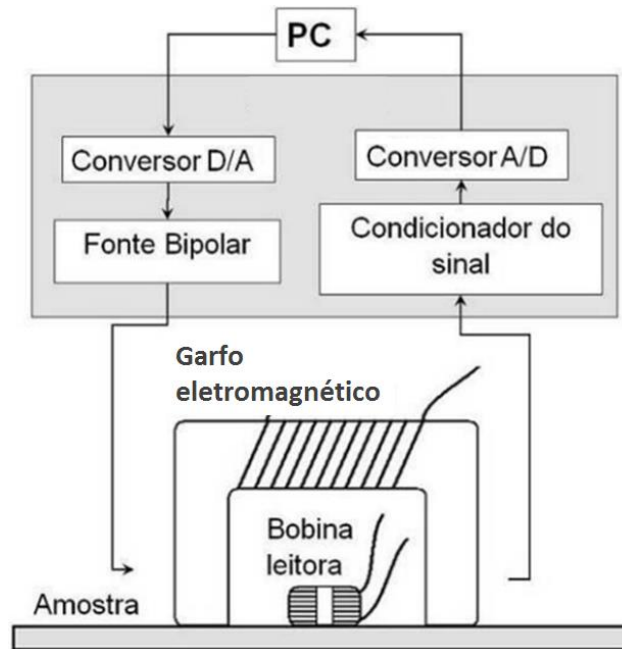 PC
Conversor D/A
Conversor A/D
Fonte Bipolar
Condicionador do
sinal
Garfo
eletromagnético
Bobina
leitora
Amostra